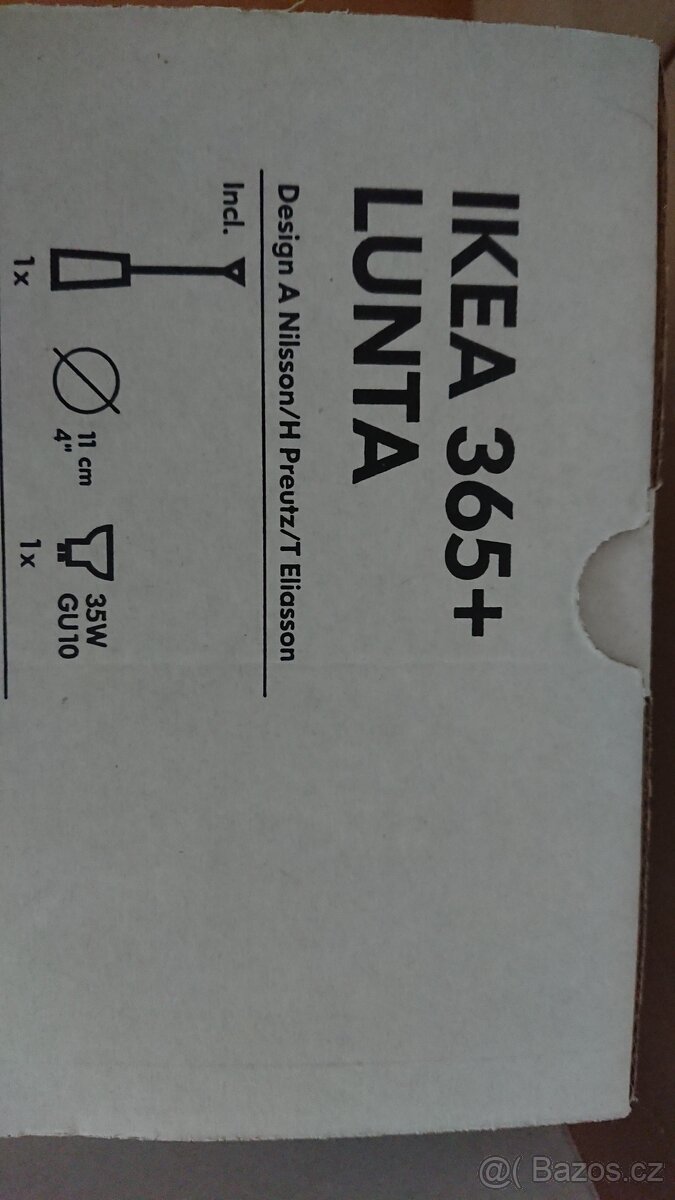 IKEA 365+
LUNTA
Design A Nilsson/H Preutz/T Eliasson
Incl.
1x
11 cm
4"
35W
GU10
1x
@( Bazos.cz